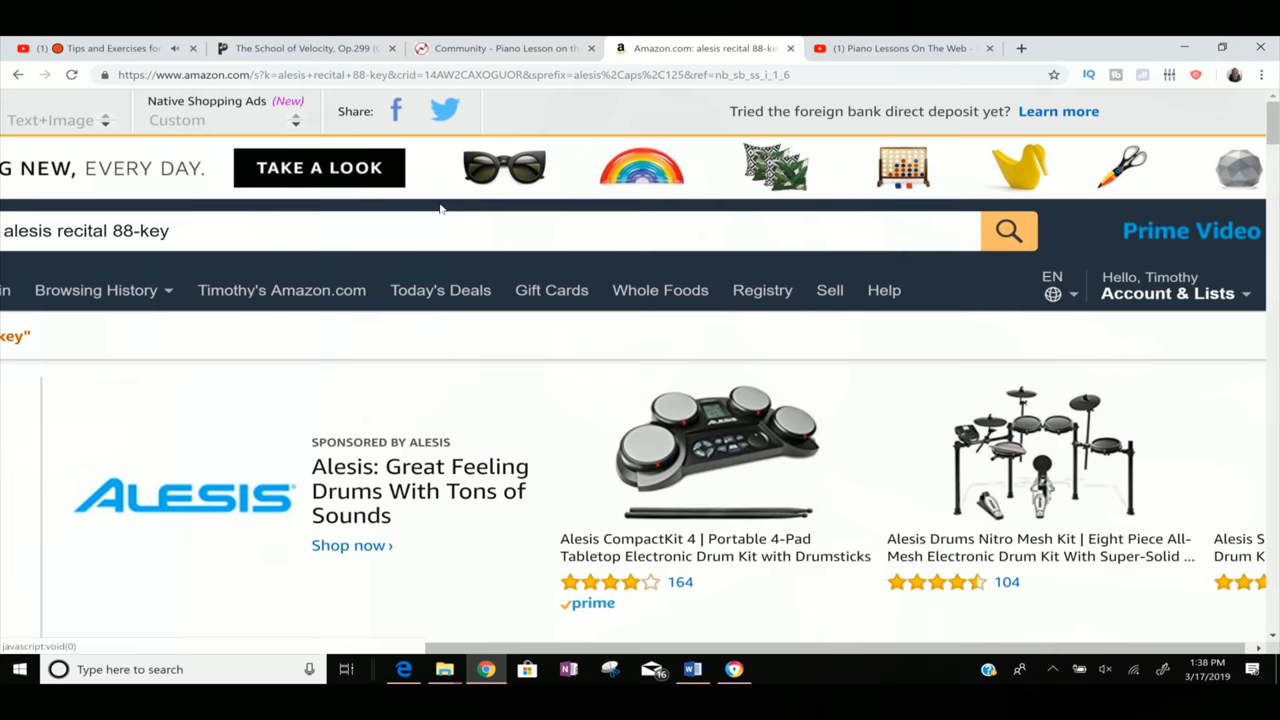 (1) Tips and Exercises for
The School of Velocity, Op.299 (
Community - Piano Lesson on th
Amazon.com: alesis recital 88-ke
(1) Piano Lessons On The Web -
https://www.amazon.com/s?k=alesis+recital+88-key&crid=14AW2CAXOGUOR&sprefix=alesis%2Caps%2C125&ref=nb_sb_ss_i_1_6
Native Shopping Ads (New)
Text+Image
Custom
Share:
Tried the foreign bank direct deposit yet? Learn more
G NEW, EVERY DAY.
TAKE A LOOK
alesis recital 88-key
Prime Video
in
Browsing History
Timothy's Amazon.com
Today's Deals
Gift Cards
Whole Foods
Registry
Sell
Help
EN
Hello, Timothy
Account & Lists
key"
SPONSORED BY ALESIS
Alesis: Great Feeling
Drums With Tons of
Sounds
Shop now ›
ALESIS
Alesis CompactKit 4 | Portable 4-Pad
Tabletop Electronic Drum Kit with Drumsticks
164
prime
Alesis Drums Nitro Mesh Kit | Eight Piece All-
Mesh Electronic Drum Kit With Super-Solid ...
104
Alesis S
Drum K
javascript:void(0)
Type here to search
16
1:38 PM
3/17/2019